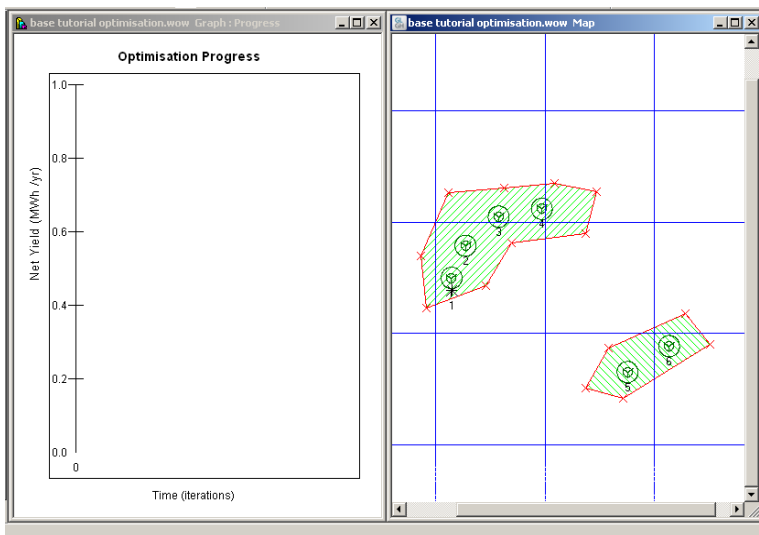 base tutorial optimisation.wow Graph : Progress
Optimisation Progress
1.0
0.8
0.6
0.4
0.2
0.0
0
Net Yield (MWh /yr)
Time (iterations)
base tutorial optimisation.wow Map
4
3
2
1
6
5